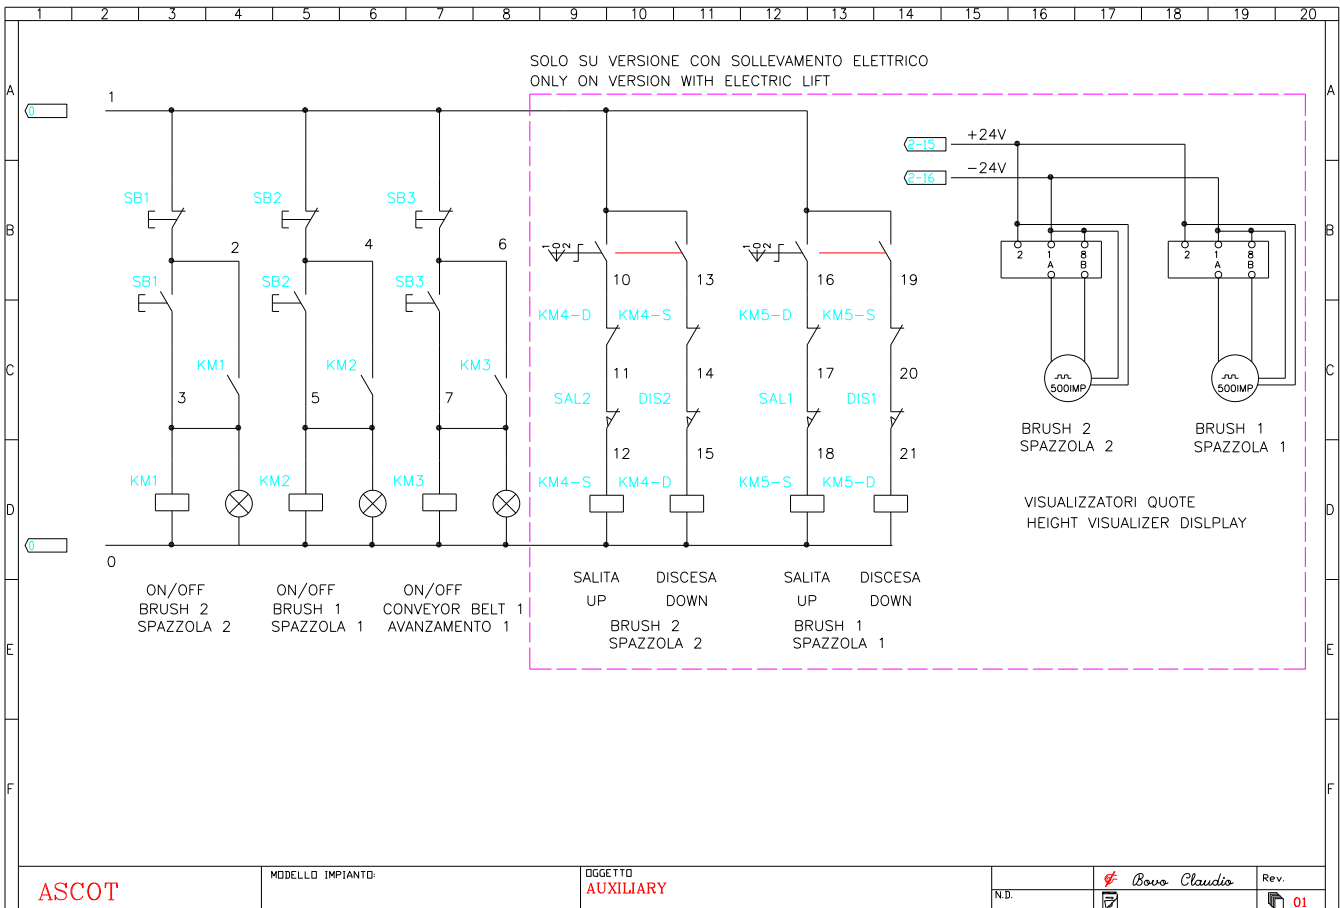 1 2 3 4 5 6 7 8 9 10 11 12 13 14 15 16 17 18 19 20
SOLO SU VERSIONE CON SOLLEVAMENTO ELETTRICO
ONLY ON VERSION WITH ELECTRIC LIFT
A A
0 1
2-15 +24V
2-16 -24V
SB1 SB2 SB3
B B
2 4 6
1 0 2 1 0 2
2 1 8 2 1 8
A B A B
SB1 SB2 SB3
10 13 16 19
KM4-D KM4-S KM5-D KM5-S
KM1 KM2 KM3
C C
11 14 17 20
500IMP 500IMP
3 5 7
SAL2 DIS2 SAL1 DIS1
BRUSH 2 BRUSH 1
SPAZZOLA 2 SPAZZOLA 1
12 15 18 21
KM1 KM2 KM3 KM4-S KM4-D KM5-S KM5-D
D D
VISUALIZZATORI QUOTE
HEIGHT VISUALIZER DISLPLAY
0
0
SALITA DISCESA SALITA DISCESA
UP DOWN UP DOWN
ON/OFF ON/OFF ON/OFF
BRUSH 2 BRUSH 1 CONVEYOR BELT 1
SPAZZOLA 2 SPAZZOLA 1 AVANZAMENTO 1
BRUSH 2 BRUSH 1
SPAZZOLA 2 SPAZZOLA 1
E E
F F
ASCOT
MODELLO IMPIANTO:
OGGETTO
AUXILIARY
N.D.
Bovo Claudio
Rev.
01